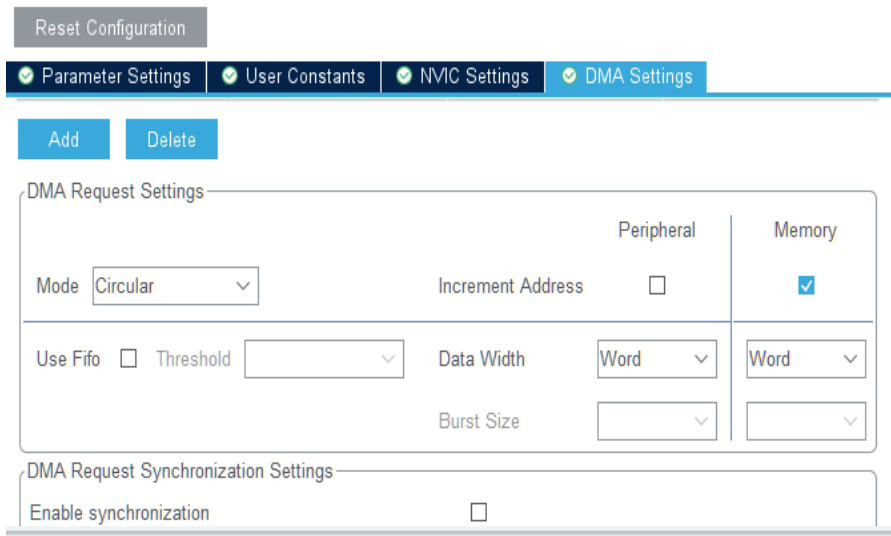 Reset Configuration
Parameter Settings User Constants NVIC Settings DMA Settings
Add Delete
DMA Request Settings
Peripheral Memory
Mode Circular Increment Address
Use Fifo Threshold Data Width Word Word
Burst Size
DMA Request Synchronization Settings
Enable synchronization